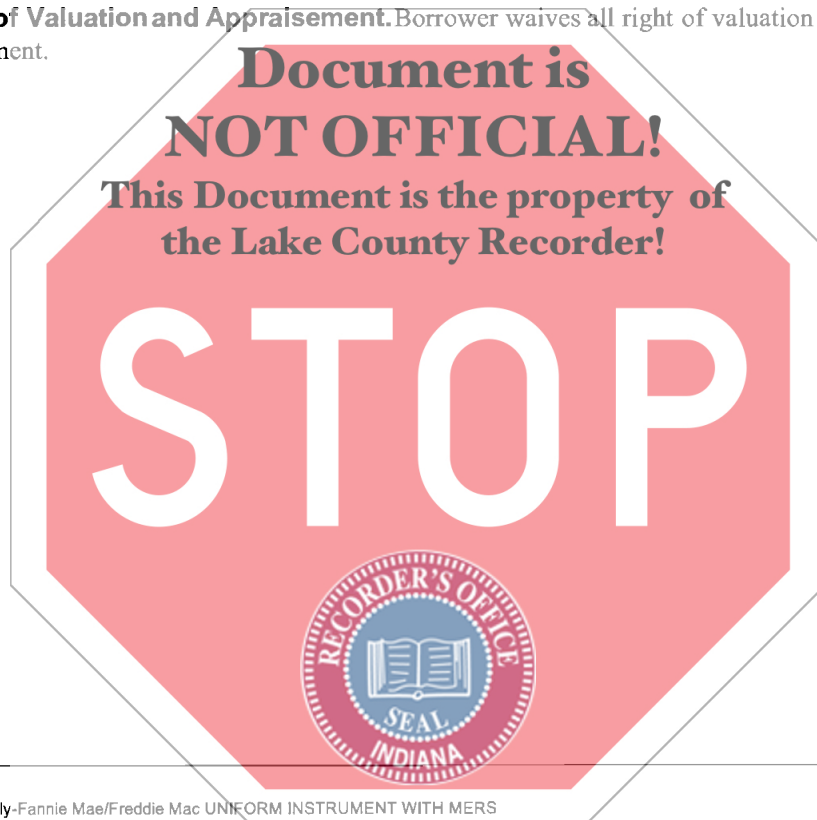 of Valuation and Appraisement. Borrower waives all right of valuation
ment.
Document is
NOT OFFICIAL!
This Document is the property of
the Lake County Recorder!
STOP
RECORDER'S OFFICE
SEAL
INDIANA
ly-Fannie Mae/Freddie Mac UNIFORM INSTRUMENT WITH MERS